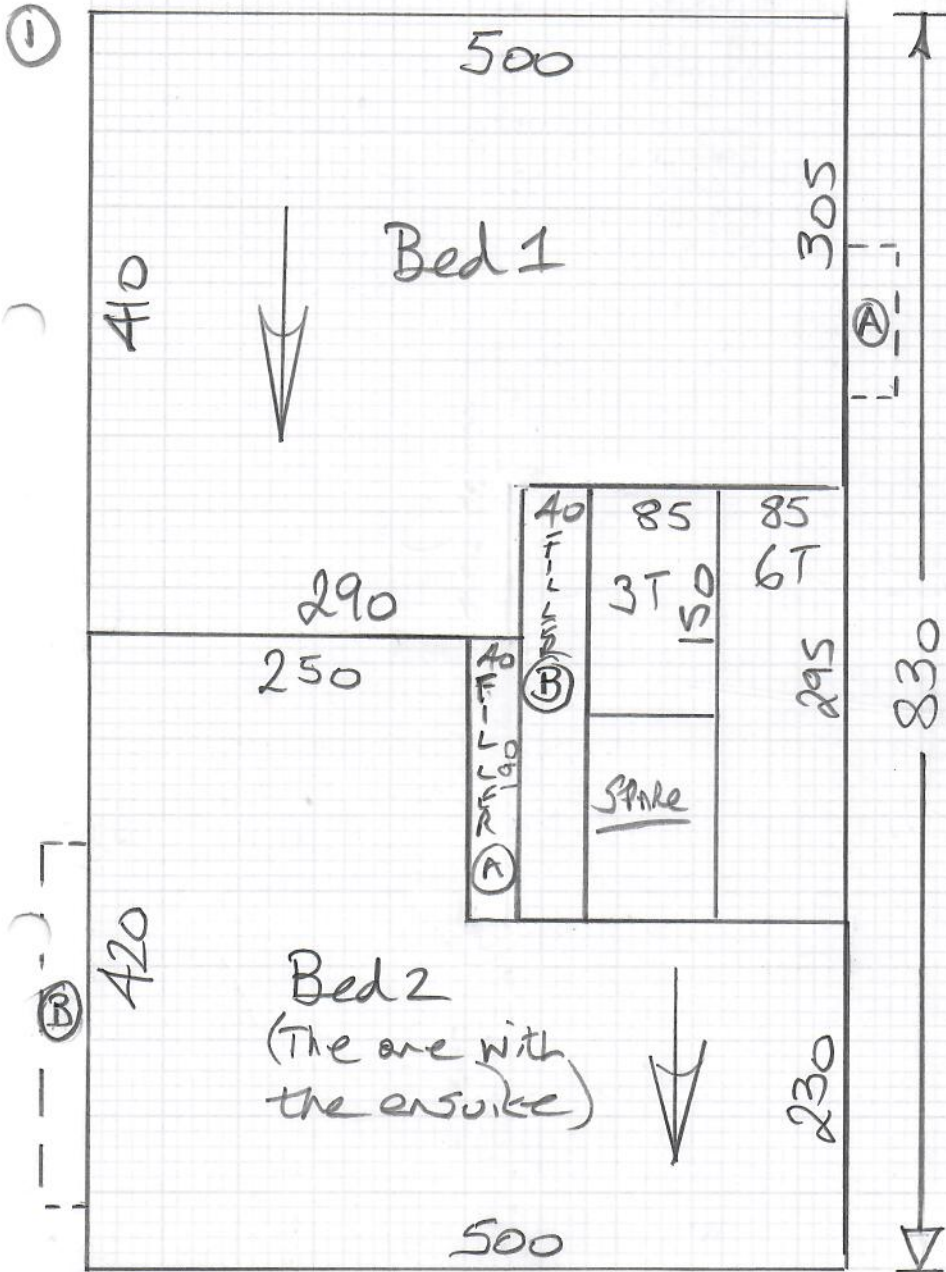 1
500
Bed 1
305
410
A
40 85 85
FILLER
B
3T 150
6T
290
250
40
FILLER
190
A
295
830
Spare
420
B
Bed 2
(The one with
the ensuite)
230
500